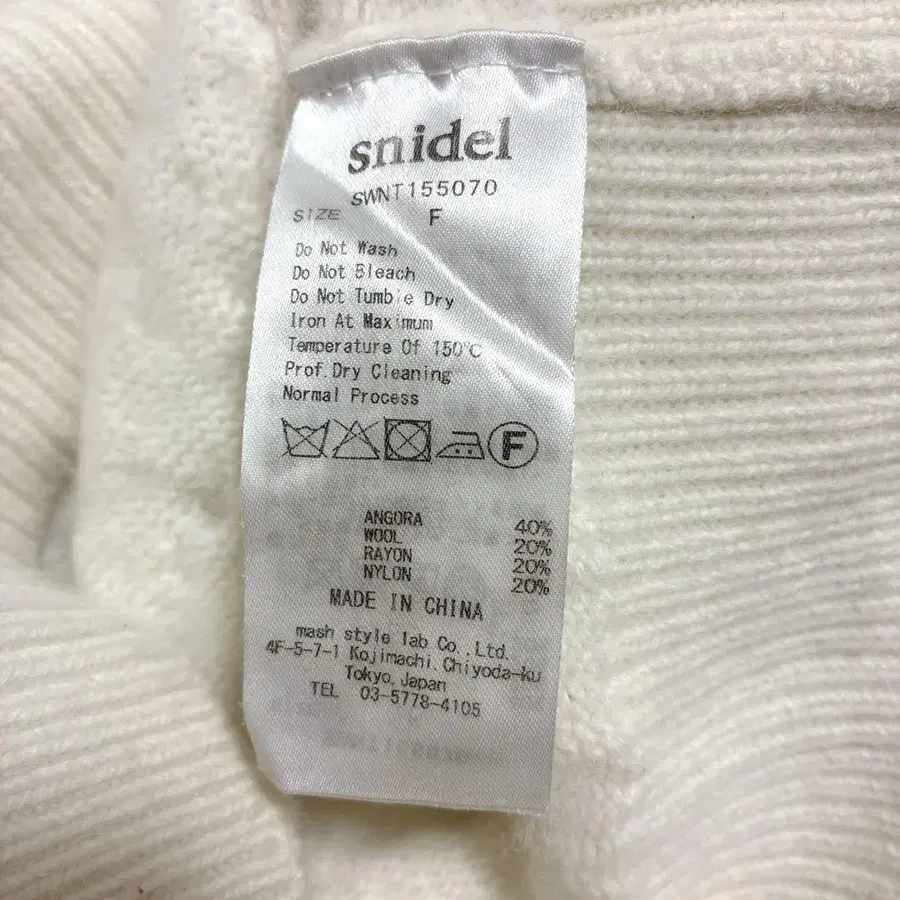 snidel
SWNT155070
SIZE F
Do Not Wash
Do Not Bleach
Do Not Tumble Dry
Iron At Maximum
Temperature Of 150℃
Prof.Dry Cleaning
Normal Process
F
ANGORA 40%
WOOL 20%
RAYON 20%
NYLON 20%
MADE IN CHINA
mash style lab Co.,Ltd.
4F-5-7-1 Kojimachi.Chiyoda-ku
Tokyo,Japan
TEL 03-5778-4105